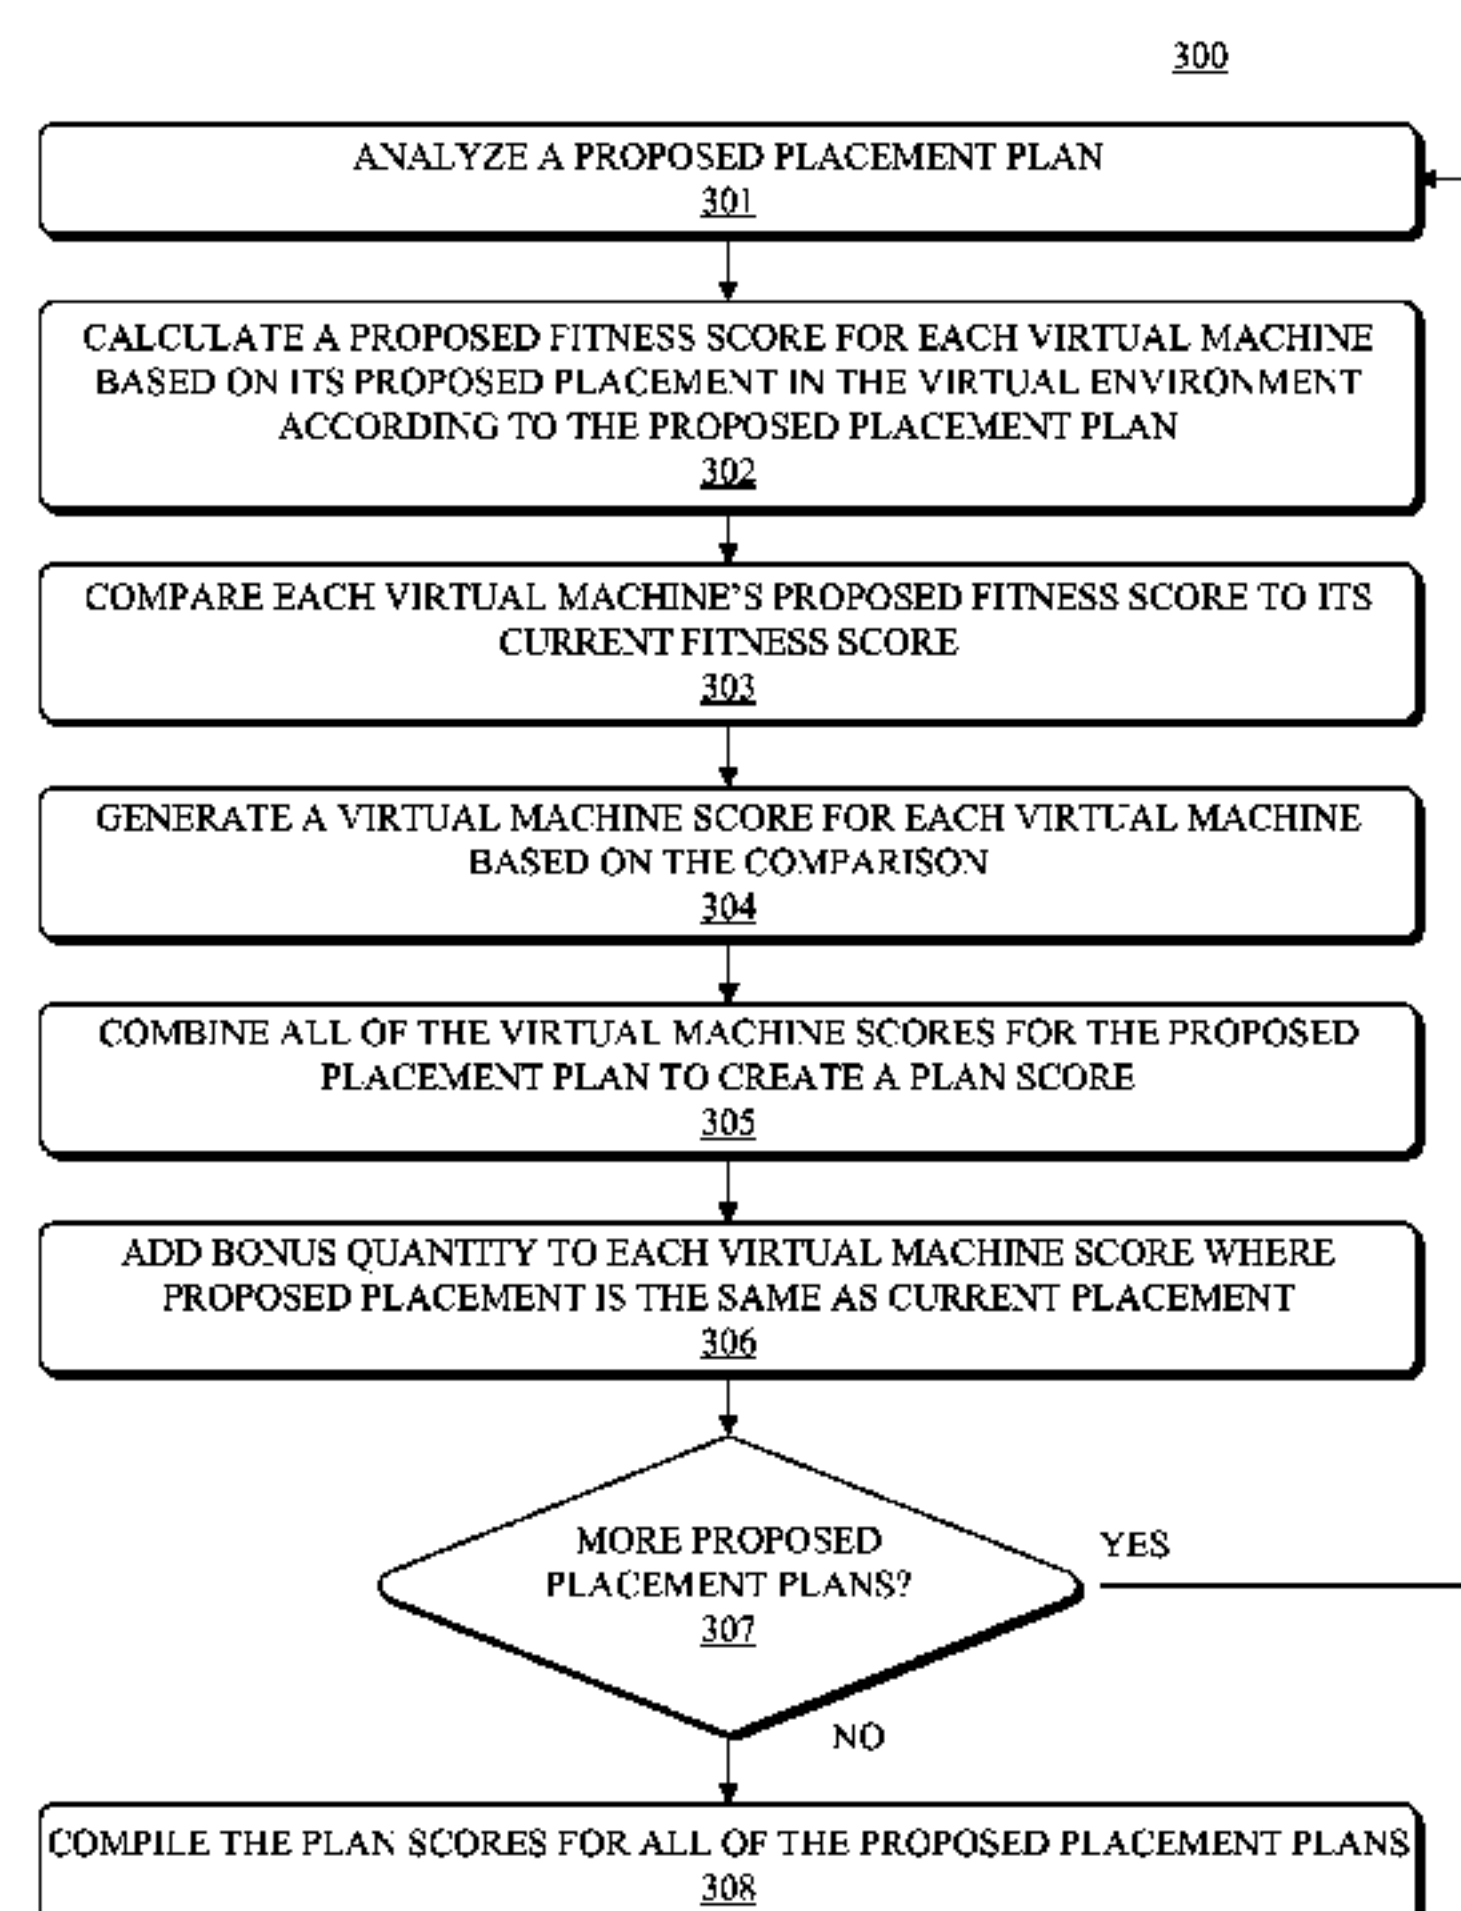 300
ANALYZE A PROPOSED PLACEMENT PLAN
301
CALCULATE A PROPOSED FITNESS SCORE FOR EACH VIRTUAL MACHINE
BASED ON ITS PROPOSED PLACEMENT IN THE VIRTUAL ENVIRONMENT
ACCORDING TO THE PROPOSED PLACEMENT PLAN
302
COMPARE EACH VIRTUAL MACHINE'S PROPOSED FITNESS SCORE TO ITS
CURRENT FITNESS SCORE
303
GENERATE A VIRTUAL MACHINE SCORE FOR EACH VIRTUAL MACHINE
BASED ON THE COMPARISON
304
COMBINE ALL OF THE VIRTUAL MACHINE SCORES FOR THE PROPOSED
PLACEMENT PLAN TO CREATE A PLAN SCORE
305
ADD BONUS QUANTITY TO EACH VIRTUAL MACHINE SCORE WHERE
PROPOSED PLACEMENT IS THE SAME AS CURRENT PLACEMENT
306
MORE PROPOSED
PLACEMENT PLANS?
307
YES
NO
COMPILE THE PLAN SCORES FOR ALL OF THE PROPOSED PLACEMENT PLANS
308